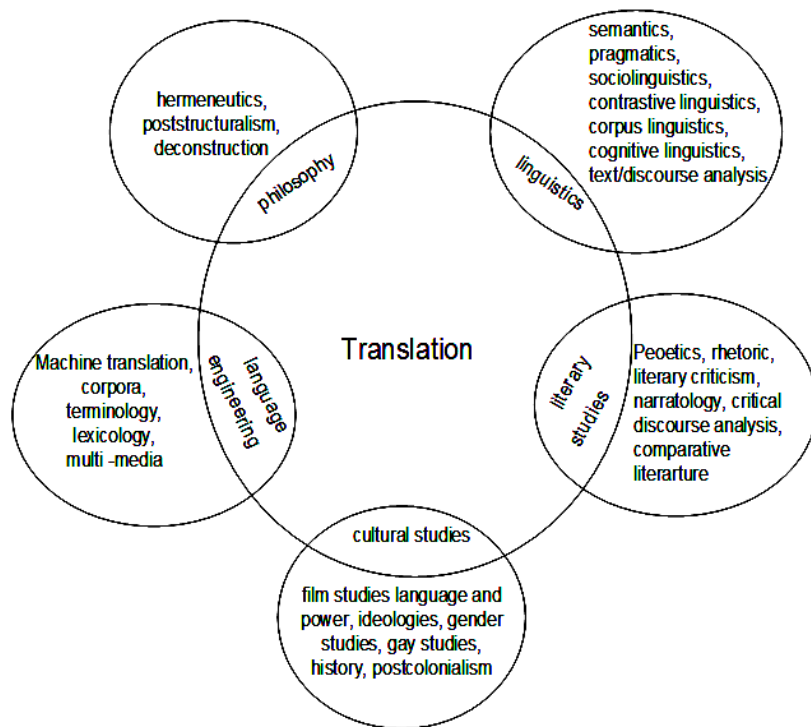 hermeneutics,
poststructuralism,
deconstruction
philosophy
semantics,
pragmatics,
sociolinguistics,
contrastive linguistics,
corpus linguistics,
cognitive linguistics,
text/discourse analysis
linguistics
Translation
Machine translation,
corpora,
terminology,
lexicology,
multi -media
language
engineering
literary
studies
Peoetics, rhetoric,
literary criticism,
narratology, critical
discourse analysis,
comparative
literarture
cultural studies
film studies language and
power, ideologies, gender
studies, gay studies,
history, postcolonialism